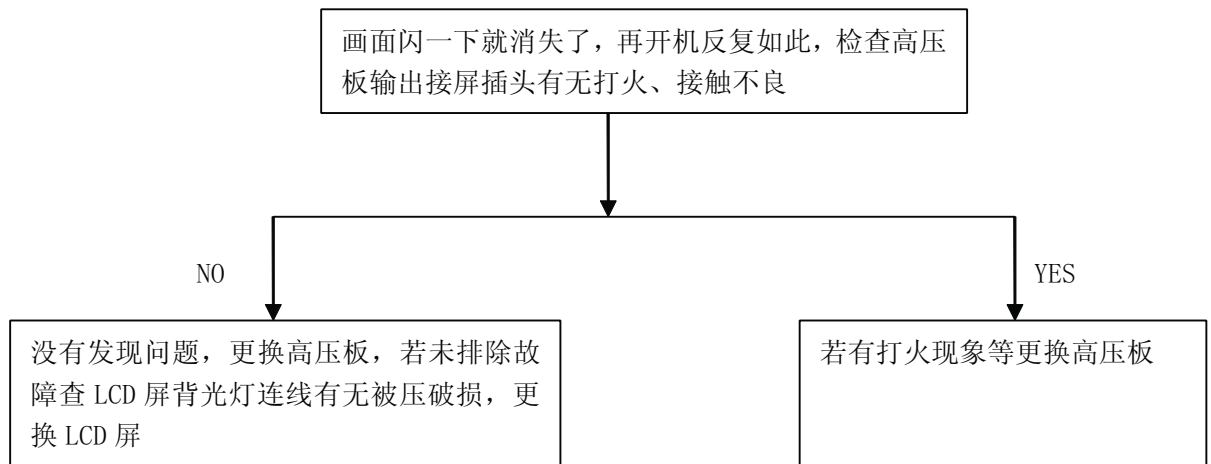 画面闪一下就消失了，再开机反复如此，检查高压
板输出接屏插头有无打火、接触不良
NO
YES
没有发现问题，更换高压板，若未排除故
障查 LCD 屏背光灯连线有无被压破损，更
换 LCD 屏
若有打火现象等更换高压板